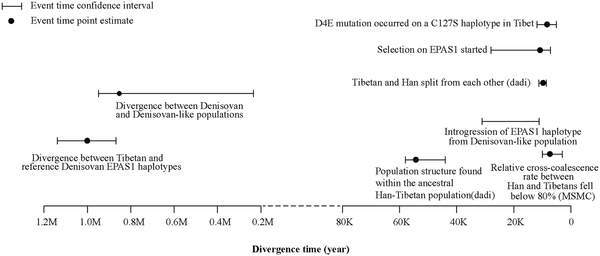 Event time confidence interval
Event time point estimate
D4E mutation occurred on a C127S haplotype in Tibet
Selection on EPAS1 started
Tibetan and Han split from each other (dadi)
Divergence between Denisovan
and Denisovan-like populations
Introgression of EPAS1 haplotype
from Denisovan-like population
Divergence between Tibetan and
reference Denisovan EPAS1 haplotypes
Population structure found
within the ancestral
Han-Tibetan population(dadi)
Relative cross-coalescence
rate between
Han and Tibetans fell
below 80% (MSMC)
1.2M 1.0M 0.8M 0.6M 0.4M 0.2M 80K 60K 40K 20K 0
Divergence time (year)